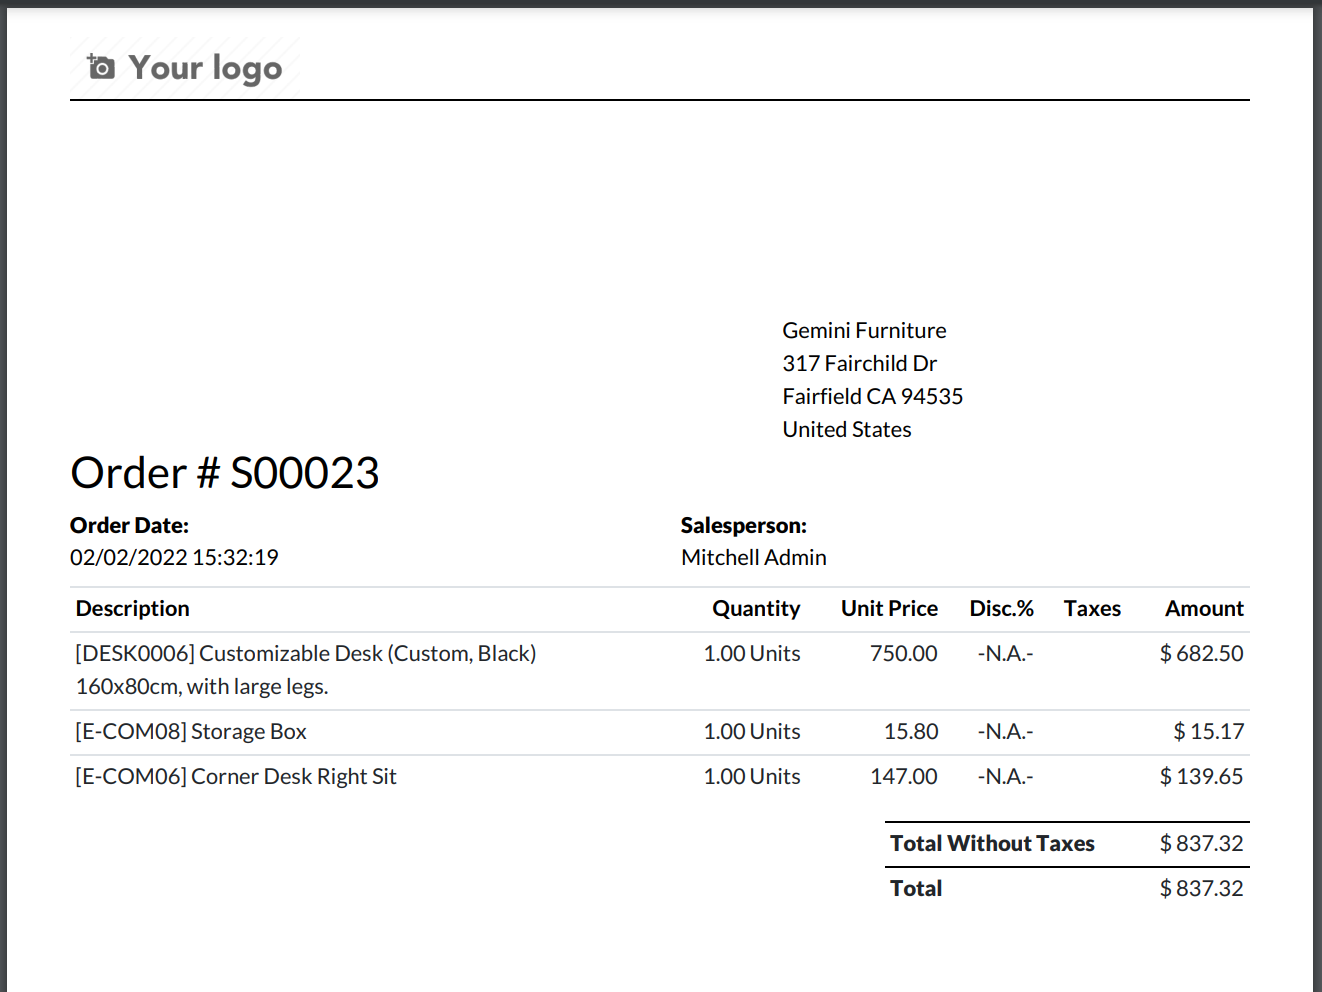 Your logo
Gemini Furniture
317 Fairchild Dr
Fairfield CA 94535
United States
Order # S00023
Order Date: Salesperson:
02/02/2022 15:32:19 Mitchell Admin
Description Quantity Unit Price Disc.% Taxes Amount
[DESK0006] Customizable Desk (Custom, Black) 1.00 Units 750.00 -N.A.- $ 682.50
160x80cm, with large legs.
[E-COM08] Storage Box 1.00 Units 15.80 -N.A.- $ 15.17
[E-COM06] Corner Desk Right Sit 1.00 Units 147.00 -N.A.- $ 139.65
Total Without Taxes $ 837.32
Total $ 837.32